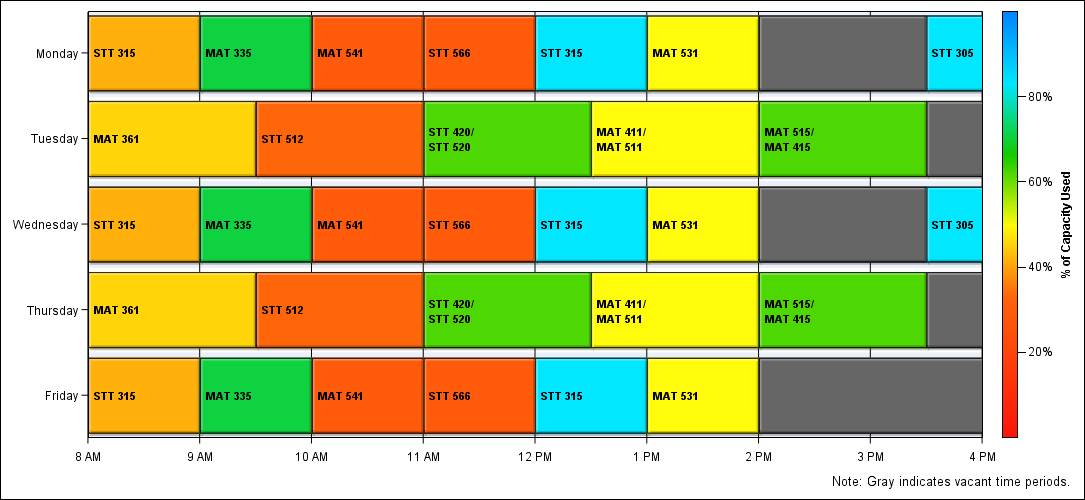 Monday
STT 315
MAT 335
MAT 541
STT 566
STT 315
MAT 531
STT 305
Tuesday
MAT 361
STT 512
STT 420/
STT 520
MAT 411/
MAT 511
MAT 515/
MAT 415
Wednesday
STT 315
MAT 335
MAT 541
STT 566
STT 315
MAT 531
STT 305
Thursday
MAT 361
STT 512
STT 420/
STT 520
MAT 411/
MAT 511
MAT 515/
MAT 415
Friday
STT 315
MAT 335
MAT 541
STT 566
STT 315
MAT 531
8 AM
9 AM
10 AM
11 AM
12 PM
1 PM
2 PM
3 PM
4 PM
80%
60%
40%
20%
% of Capacity Used
Note: Gray indicates vacant time periods.